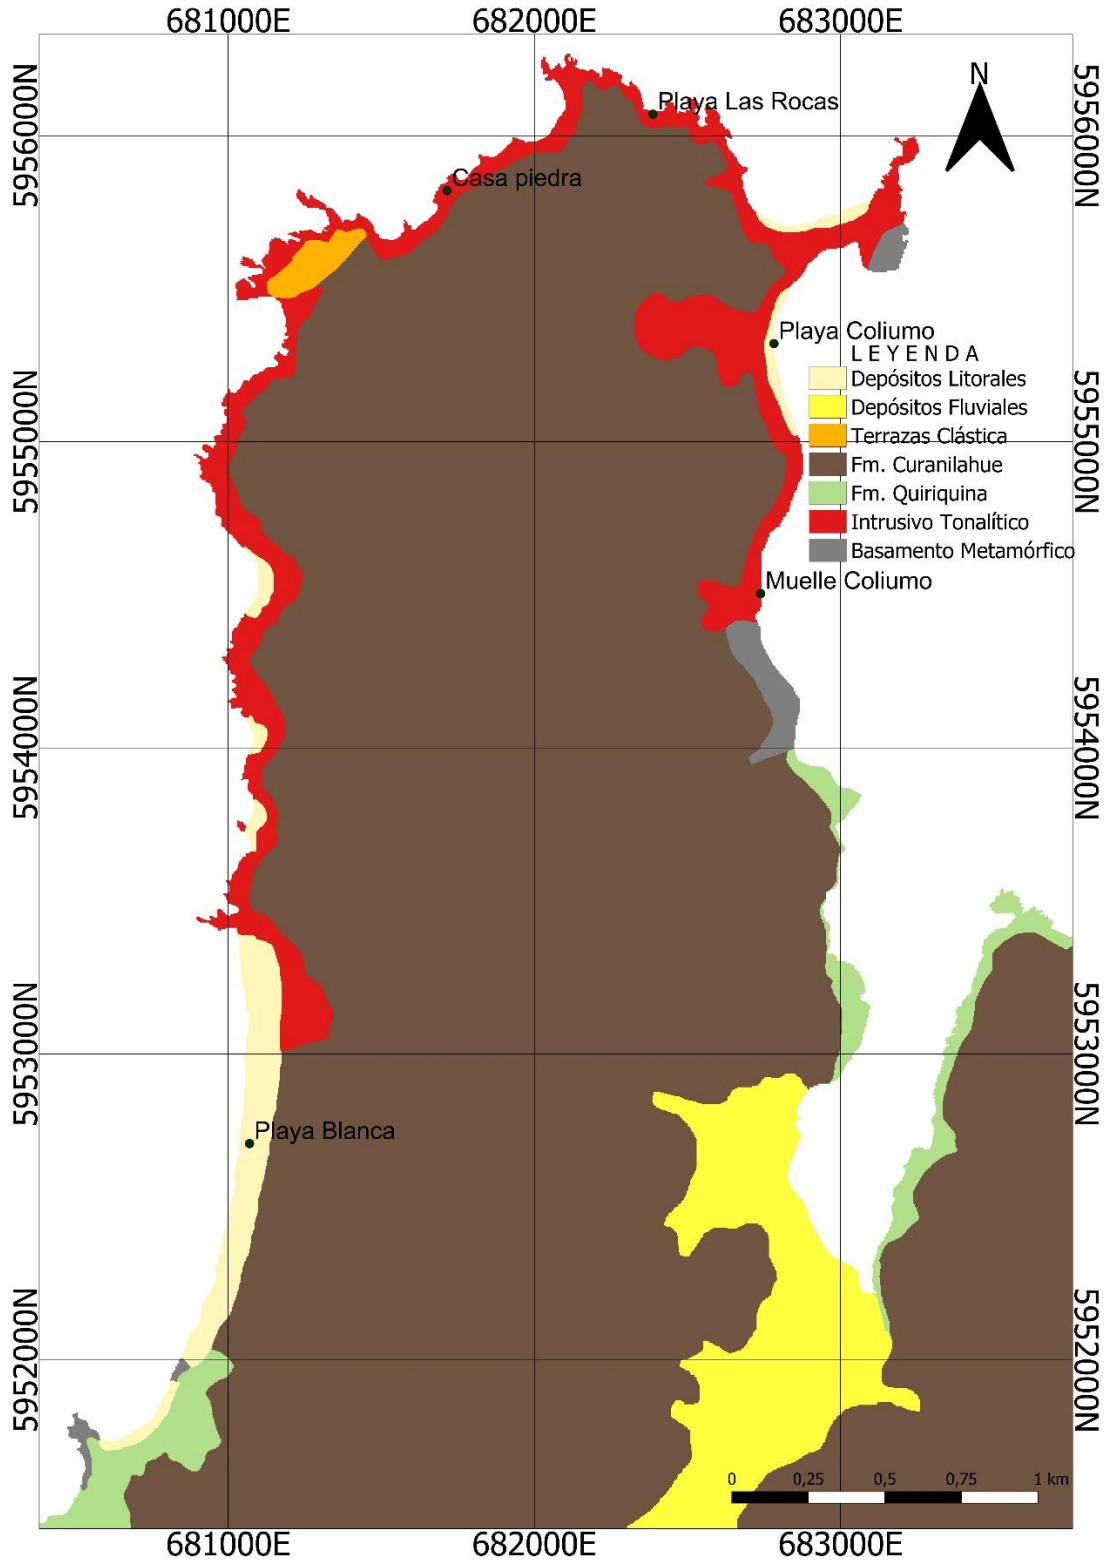 681000E 682000E 683000E
N
5956000N
5956000N
Playa Las Rocas
Casa piedra
Playa Coliumo
LEYENDA
Depósitos Litorales
Depósitos Fluviales
Terrazas Clástica
Fm. Curanilahue
Fm. Quiriquina
Intrusivo Tonalítico
Basamento Metamórfico
5955000N
5955000N
Muelle Coliumo
5954000N
5954000N
5953000N
5953000N
Playa Blanca
5952000N
5952000N
0 0,25 0,5 0,75 1 km
681000E 682000E 683000E